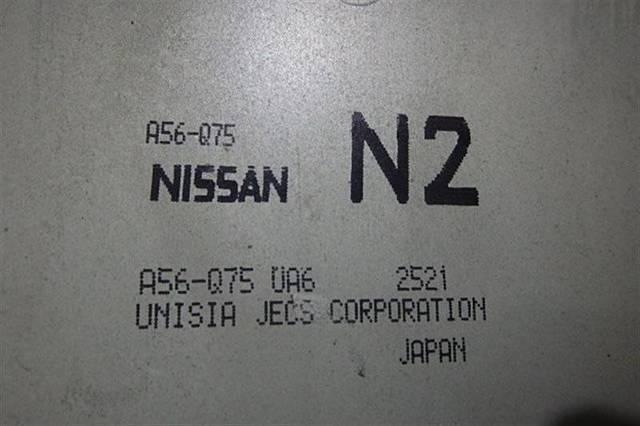 A56-Q75
NISSAN N2
A56-Q75 UA6 2521
UNISIA JECS CORPORATION
JAPAN